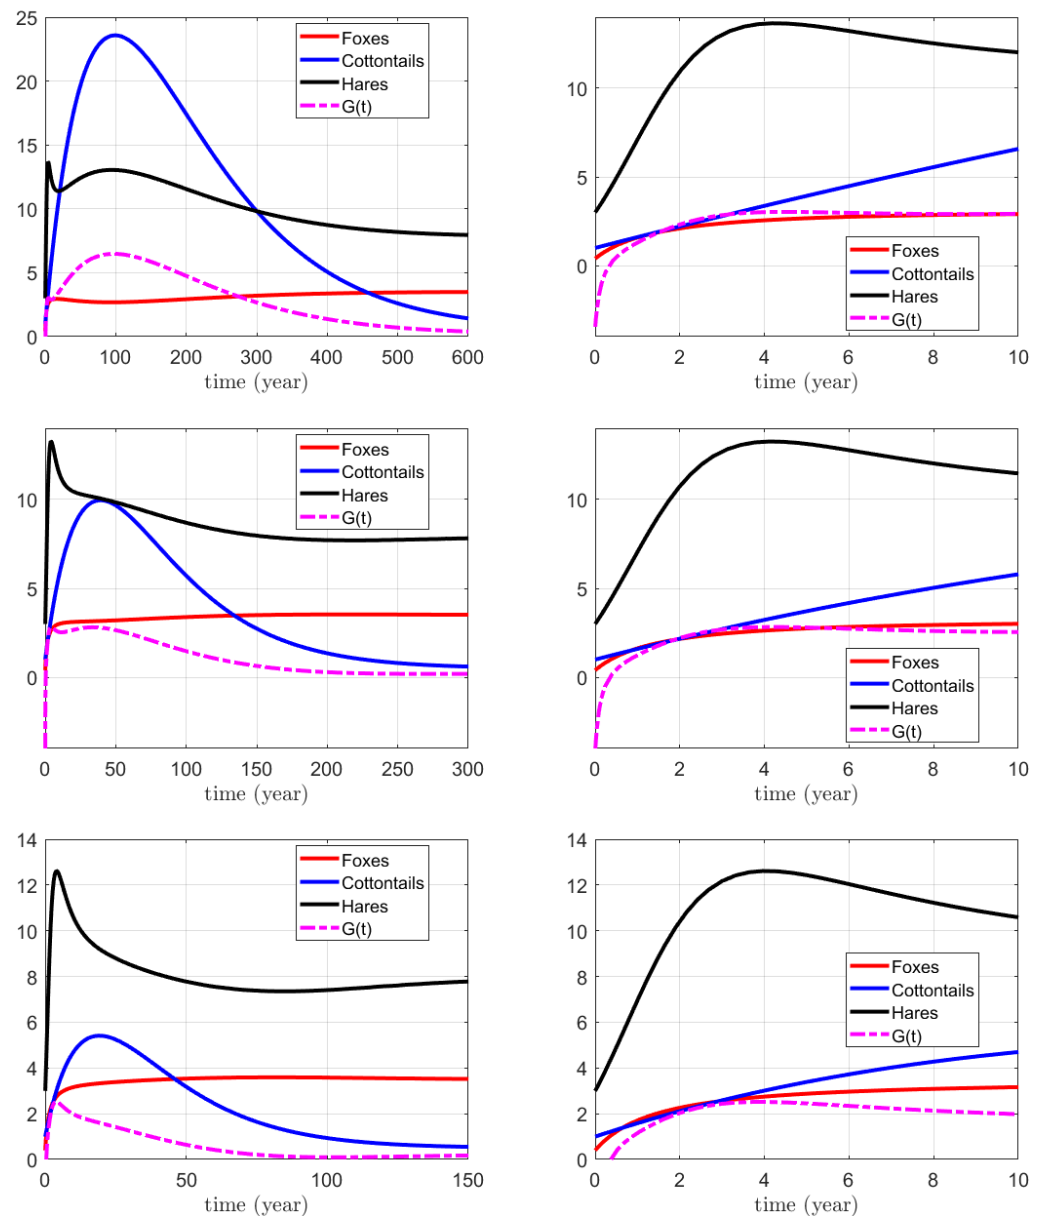 25
20
15
10
5
0
Foxes
Cottontails
Hares
G(t)
0 100 200 300 400 500 600
time (year)
10
5
0
Foxes
Cottontails
Hares
G(t)
0 2 4 6 8 10
time (year)
10
5
0
Foxes
Cottontails
Hares
G(t)
0 50 100 150 200 250 300
time (year)
10
5
0
Foxes
Cottontails
Hares
G(t)
0 2 4 6 8 10
time (year)
14
12
10
8
6
4
2
0
Foxes
Cottontails
Hares
G(t)
0 50 100 150
time (year)
14
12
10
8
6
4
2
0
Foxes
Cottontails
Hares
G(t)
0 2 4 6 8 10
time (year)